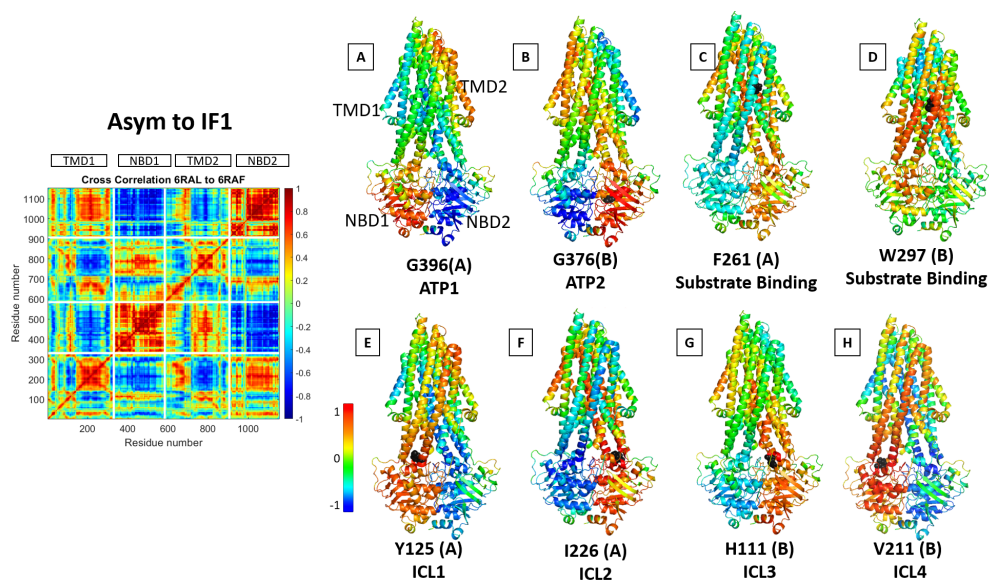 Asym to IF1
TMD1 NBD1 TMD2 NBD2
Cross Correlation 6RAL to 6RAF
Residue number
1100
1000
900
800
700
600
500
400
300
200
100
200 400 600 800 1000
Residue number
1
0.8
0.6
0.4
0.2
0
-0.2
-0.4
-0.6
-0.8
-1
A
TMD2
TMD1
NBD1
NBD2
G396(A)
ATP1
B
G376(B)
ATP2
C
F261 (A)
Substrate Binding
D
W297 (B)
Substrate Binding
1
0
-1
E
Y125 (A)
ICL1
F
I226 (A)
ICL2
G
H111 (B)
ICL3
H
V211 (B)
ICL4